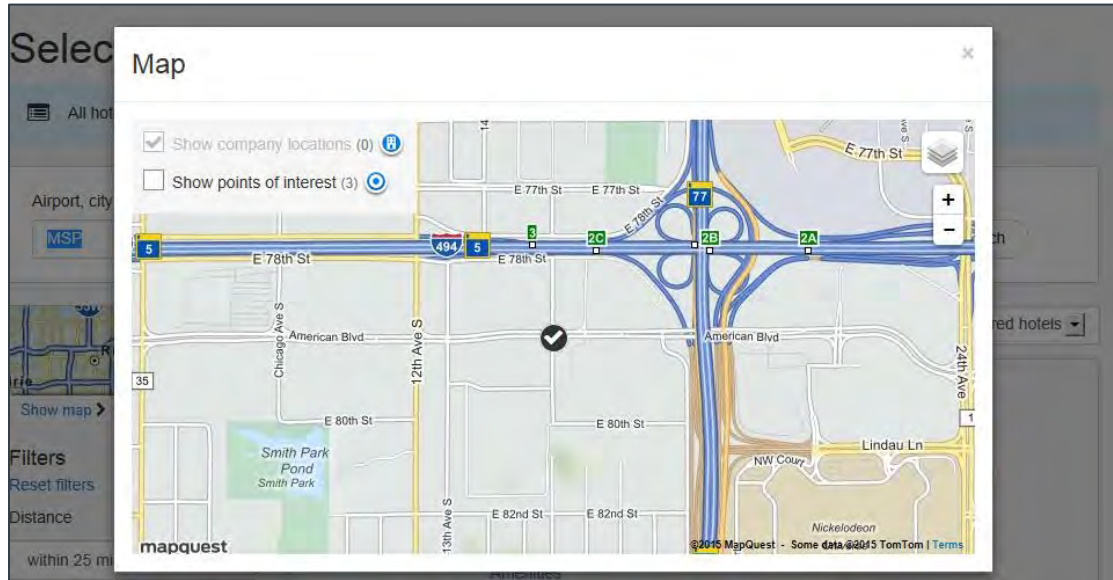 Selec
Map
×
All hot
Show company locations (0)
Show points of interest (3)
Airport, city
MSP
ch
red hotels
Show map
Filters
Reset filters
Distance
within 25 mi
14
E 77th St
E 77th St
E 77th St
E 78th St
77
+
−
5
494
5
3
2C
2B
2A
E 78th St
E 78th St
Chicago Ave S
American Blvd
American Blvd
12th Ave S
24th Ave
35
1
E 80th St
E 80th St
Smith Park
Pond
Smith Park
Lindau Ln
NW Court
13th Ave S
E 82nd St
E 82nd St
Nickelodeon
mapquest
©2015 MapQuest - Some data ©2015 TomTom | Terms
Amenities